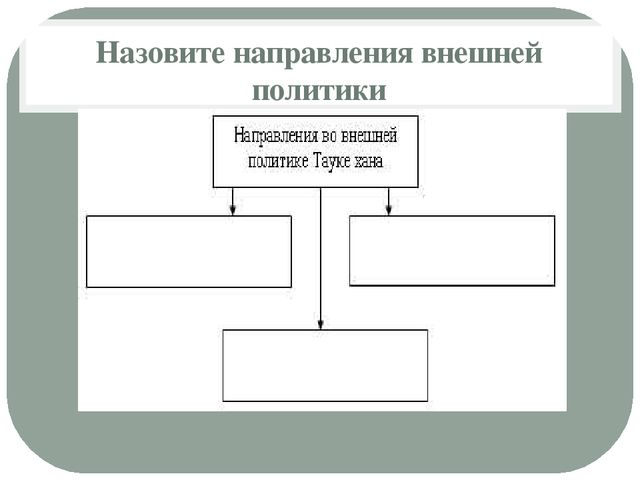 Назовите направления внешней
политики
Направления во внешней
политике Тауке хана